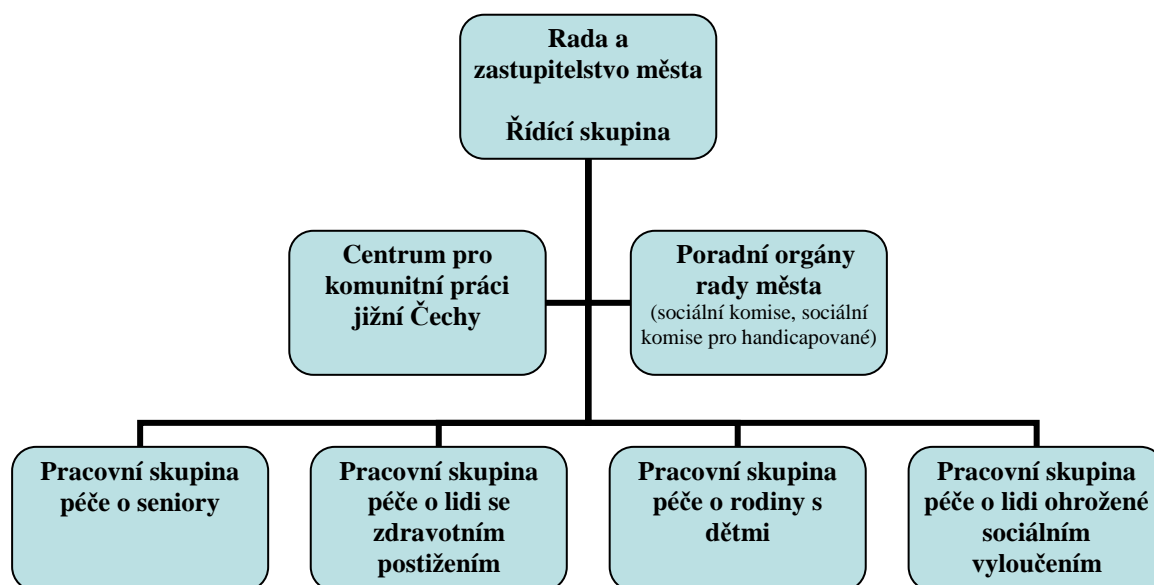 Rada a
zastupitelstvo města
Řídící skupina
Centrum pro
komunitní práci
jižní Čechy
Poradní orgány
rady města
(sociální komise, sociální
komise pro handicapované)
Pracovní skupina
péče o seniory
Pracovní skupina
péče o lidi se
zdravotním
postižením
Pracovní skupina
péče o rodiny s
dětmi
Pracovní skupina
péče o lidi ohrožené
sociálním
vyloučením